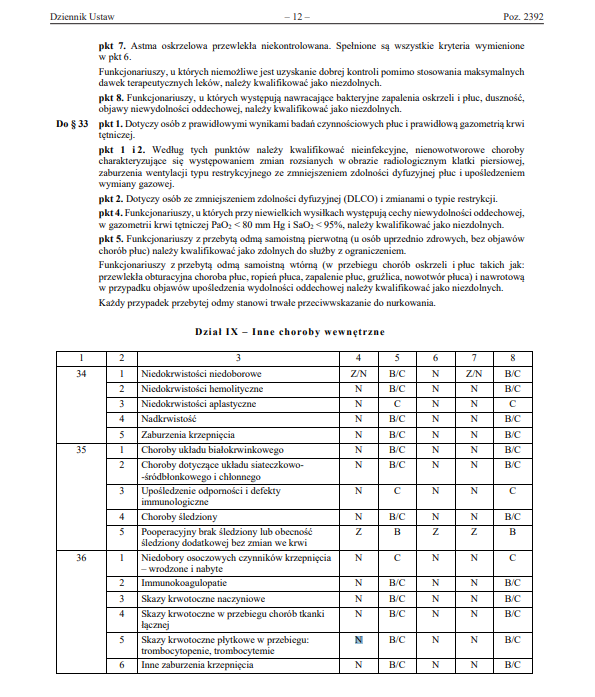 Dziennik Ustaw – 12 – Poz. 2392
pkt 7. Astma oskrzelowa przewlekła niekontrolowana. Spełnione są wszystkie kryteria wymienione
w pkt 6.
Funkcjonariuszy, u których niemożliwe jest uzyskanie dobrej kontroli pomimo stosowania maksymalnych
dawek terapeutycznych leków, należy kwalifikować jako niezdolnych.
pkt 8. Funkcjonariuszy, u których występują nawracające bakteryjne zapalenia oskrzeli i płuc, duszność,
objawy niewydolności oddechowej, należy kwalifikować jako niezdolnych.
Do § 33 pkt 1. Dotyczy osób z prawidłowymi wynikami badań czynnościowych płuc i prawidłową gazometrią krwi
tętniczej.
pkt 1 i 2. Według tych punktów należy kwalifikować nieinfekcyjne, nienowotworowe choroby
charakteryzujące się występowaniem zmian rozsianych w obrazie radiologicznym klatki piersiowej,
zaburzenia wentylacji typu restrykcyjnego ze zmniejszeniem zdolności dyfuzyjnej płuc i upośledzeniem
wymiany gazowej.
pkt 2. Dotyczy osób ze zmniejszeniem zdolności dyfuzyjnej (DLCO) i zmianami o typie restrykcji.
pkt 4. Funkcjonariuszy, u których przy niewielkich wysiłkach występują cechy niewydolności oddechowej,
w gazometrii krwi tętniczej PaO2 < 80 mm Hg i SaO2 < 95%, należy kwalifikować jako niezdolnych.
pkt 5. Funkcjonariuszy z przebytą odmą samoistną pierwotną (u osób uprzednio zdrowych, bez objawów
chorób płuc) należy kwalifikować jako zdolnych do służby z ograniczeniem.
Funkcjonariuszy z przebytą odmą samoistną wtórną (w przebiegu chorób oskrzeli i płuc takich jak:
przewlekła obturacyjna choroba płuc, ropień płuca, zapalenie płuc, gruźlica, nowotwór płuca) i nawrotową
w przypadku objawów upośledzenia wydolności oddechowej należy kwalifikować jako niezdolnych.
Każdy przypadek przebytej odmy stanowi trwałe przeciwwskazanie do nurkowania.
Dział IX – Inne choroby wewnętrzne
1 2 3 4 5 6 7 8
34 1 Niedokrwistości niedoborowe Z/N B/C N Z/N B/C
2 Niedokrwistości hemolityczne N B/C N N B/C
3 Niedokrwistości aplastyczne N C N N C
4 Nadkrwistość N B/C N N B/C
5 Zaburzenia krzepnięcia N B/C N N B/C
35 1 Choroby układu białokrwinkowego N B/C N N B/C
2 Choroby dotyczące układu siateczkowo- N B/C N N B/C
-śródbłonkowego i chłonnego
3 Upośledzenie odporności i defekty N C N N C
immunologiczne
4 Choroby śledziony N B/C N N B/C
5 Pooperacyjny brak śledziony lub obecność Z B Z Z B
śledziony dodatkowej bez zmian we krwi
36 1 Niedobory osoczowych czynników krzepnięcia N C N N C
– wrodzone i nabyte
2 Immunokoagulopatie N B/C N N B/C
3 Skazy krwotoczne naczyniowe N B/C N N B/C
4 Skazy krwotoczne w przebiegu chorób tkanki N B/C N N B/C
łącznej
5 Skazy krwotoczne płytkowe w przebiegu: N B/C N N B/C
trombocytopenie, trombocytemie
6 Inne zaburzenia krzepnięcia N B/C N N B/C